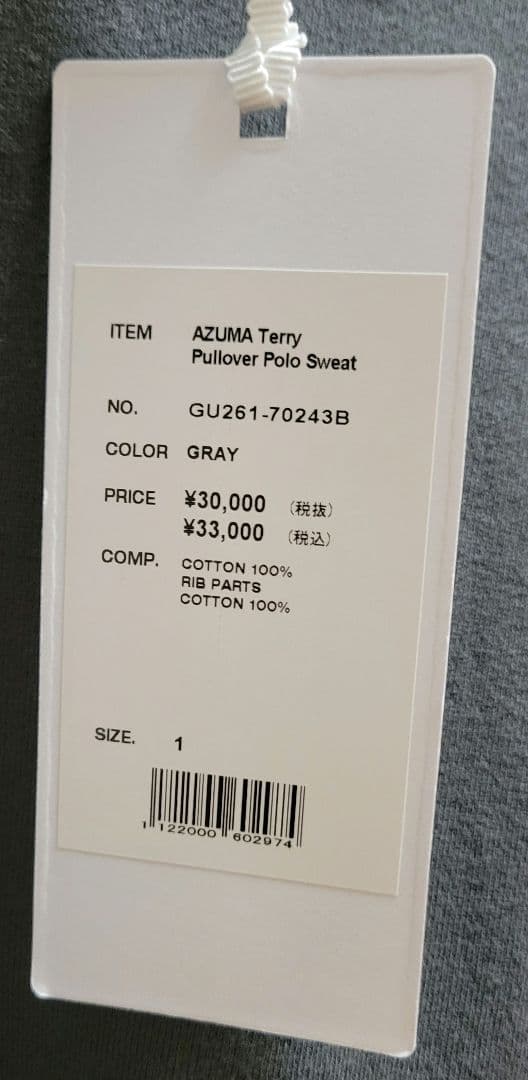 ITEM AZUMA Terry
Pullover Polo Sweat
NO. GU261-70243B
COLOR GRAY
PRICE ¥30,000 (税抜)
¥33,000 (税込)
COMP. COTTON 100%
RIB PARTS
COTTON 100%
SIZE. 1
1 122000 602974